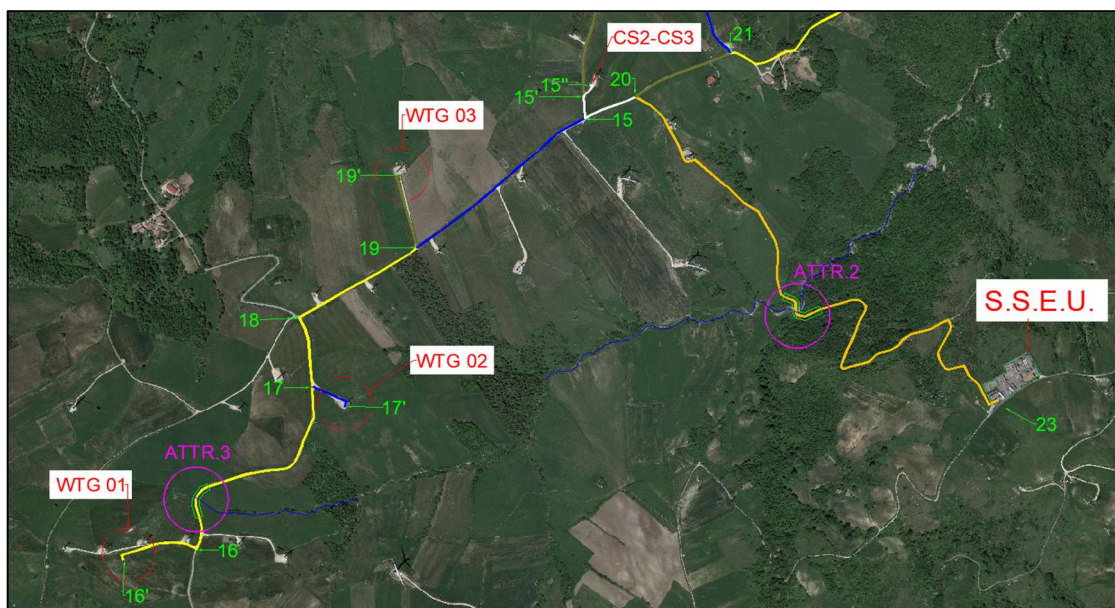 21
CS2-CS3
15''
20
15'
15
WTG 03
19'
19
ATTR.2
S.S.E.U.
18
WTG 02
17
17'
23
ATTR.3
WTG 01
16
16'